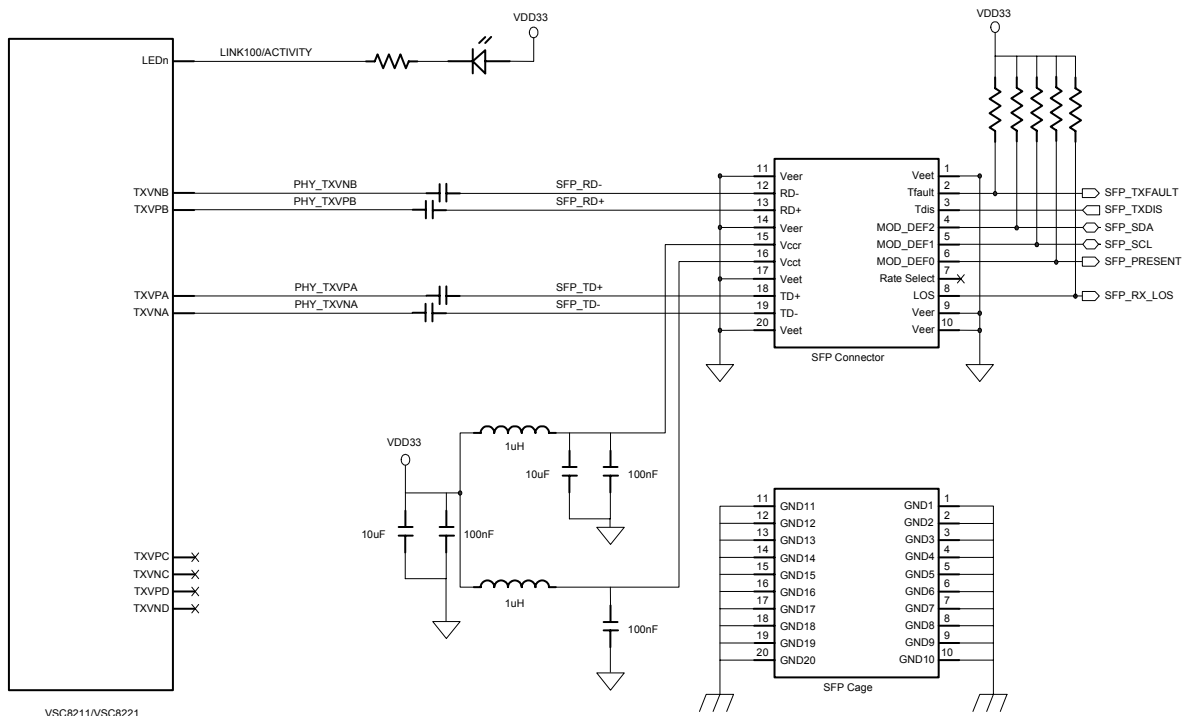 VDD33
VDD33
LEDn
LINK100/ACTIVITY
TXVNB
PHY_TXVNB
SFP_RD-
TXVPB
PHY_TXVPB
SFP_RD+
TXVPA
PHY_TXVPA
SFP_TD+
TXVNA
PHY_TXVNA
SFP_TD-
11 Veer
12 RD-
13 RD+
14 Veer
15 Vccr
16 Vcct
17 Veet
18 TD+
19 TD-
20 Veet
Veet 1
Tfault 2
Tdis 3
MOD_DEF2 4
MOD_DEF1 5
MOD_DEF0 6
Rate Select 7
LOS 8
Veer 9
Veer 10
SFP_TXFAULT
SFP_TXDIS
SFP_SDA
SFP_SCL
SFP_PRESENT
SFP_RX_LOS
SFP Connector
VDD33
1uH
10uF
100nF
10uF
100nF
1uH
100nF
TXVPC
TXVNC
TXVPD
TXVND
11 GND11
12 GND12
13 GND13
14 GND14
15 GND15
16 GND16
17 GND17
18 GND18
19 GND19
20 GND20
GND1 1
GND2 2
GND3 3
GND4 4
GND5 5
GND6 6
GND7 7
GND8 8
GND9 9
GND10 10
SFP Cage
VSC8211/VSC8221